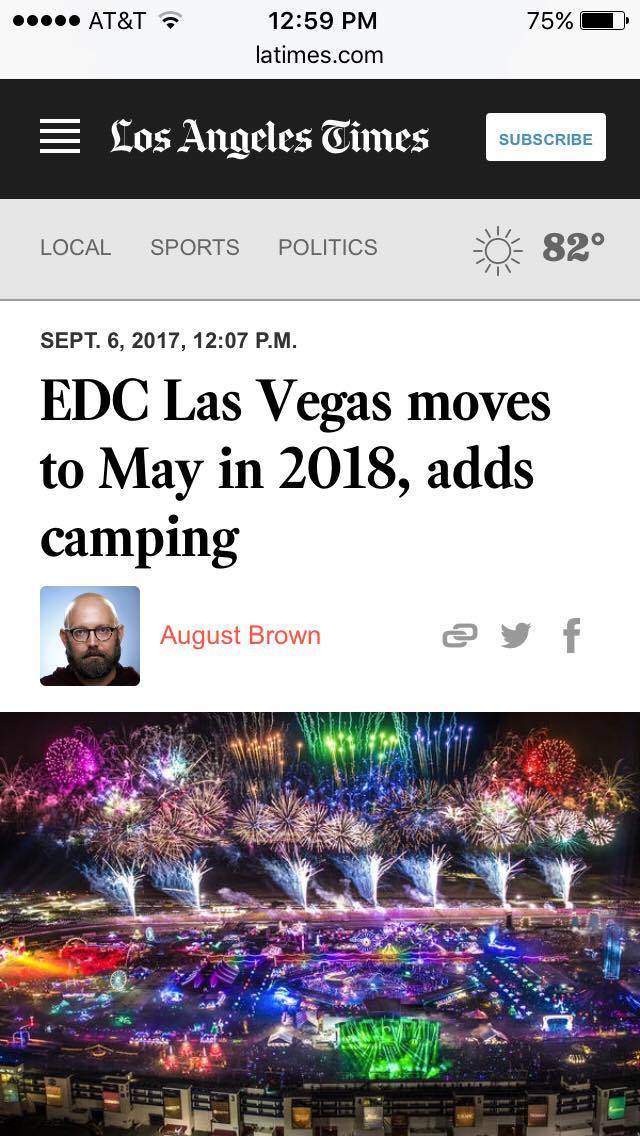 AT&T 12:59 PM 75%
latimes.com
Los Angeles Times SUBSCRIBE
LOCAL SPORTS POLITICS 82°
SEPT. 6, 2017, 12:07 P.M.
EDC Las Vegas moves
to May in 2018, adds
camping
August Brown